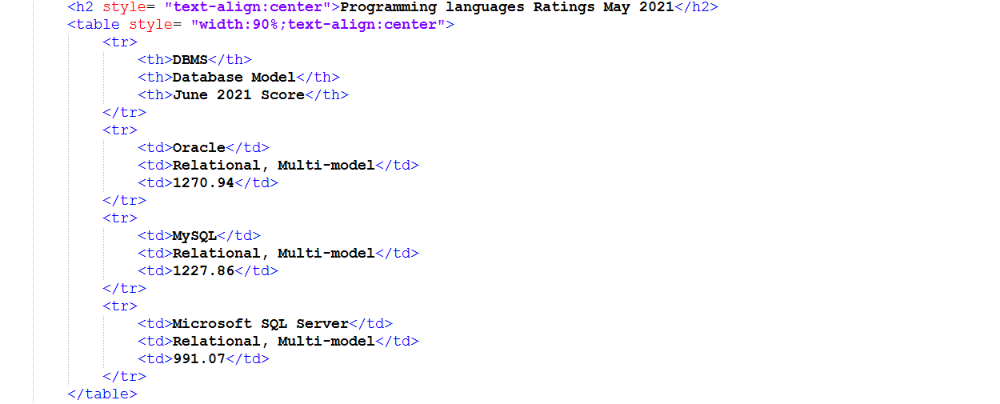 <h2 style= "text-align:center">Programming languages Ratings May 2021</h2>
<table style= "width:90%;text-align:center">
<tr>
<th>DBMS</th>
<th>Database Model</th>
<th>June 2021 Score</th>
</tr>
<tr>
<td>Oracle</td>
<td>Relational, Multi-model</td>
<td>1270.94</td>
</tr>
<tr>
<td>MySQL</td>
<td>Relational, Multi-model</td>
<td>1227.86</td>
</tr>
<tr>
<td>Microsoft SQL Server</td>
<td>Relational, Multi-model</td>
<td>991.07</td>
</tr>
</table>